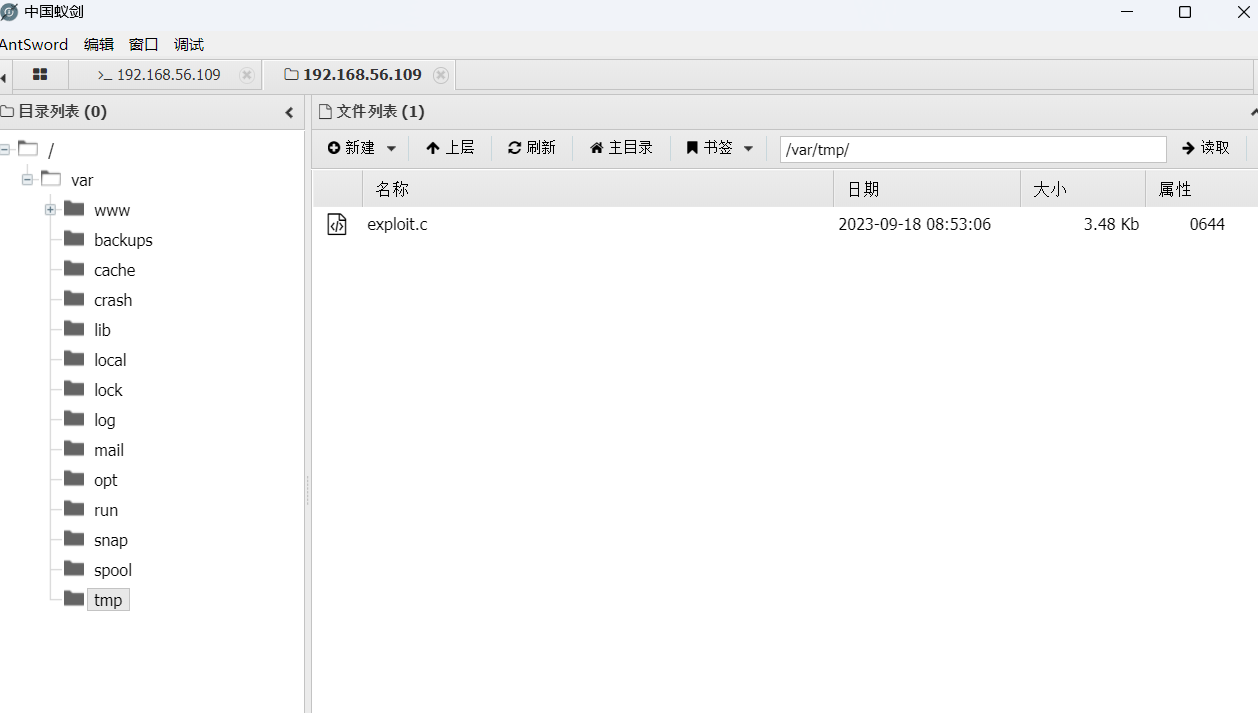 中国蚁剑
AntSword 编辑 窗口 调试
>_ 192.168.56.109 192.168.56.109
目录列表 (0) 文件列表 (1)
新建 上层 刷新 主目录 书签 /var/tmp/ 读取
名称 日期 大小 属性
exploit.c 2023-09-18 08:53:06 3.48 Kb 0644
/
var
www
backups
cache
crash
lib
local
lock
log
mail
opt
run
snap
spool
tmp